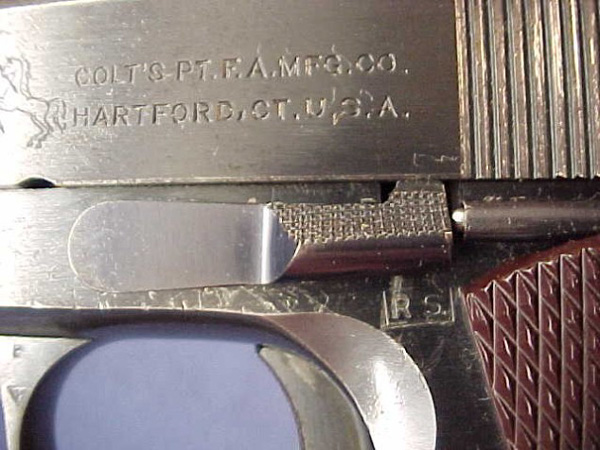 COLT'S PT. F.A. MFG. CO.
HARTFORD, CT. U.S.A.
R S
P